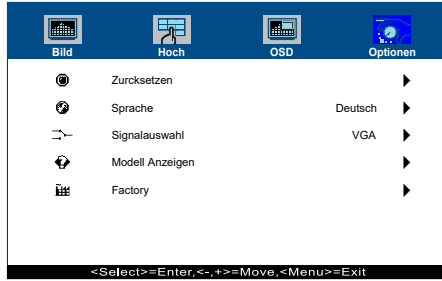 Bild Hoch OSD Optionen
Zurcksetzen
Sprache Deutsch
Signalauswahl VGA
Modell Anzeigen
Factory
<Select>=Enter,<-,+>=Move,<Menu>=Exit